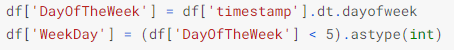 df['DayOfTheWeek'] = df['timestamp'].dt.dayofweek
df['WeekDay'] = (df['DayOfTheWeek'] < 5).astype(int)